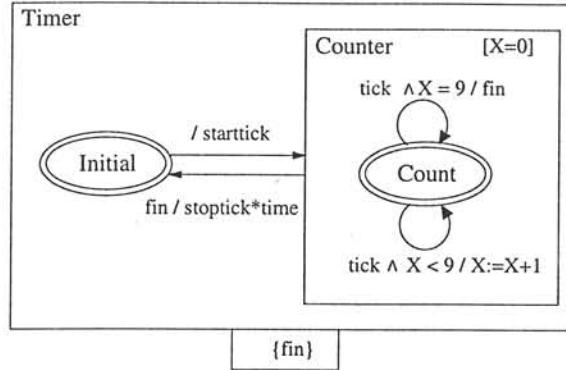 Timer
Counter [X=0]
tick ∧ X = 9 / fin
/ starttick
Initial
Count
fin / stoptick*time
tick ∧ X < 9 / X:=X+1
{fin}